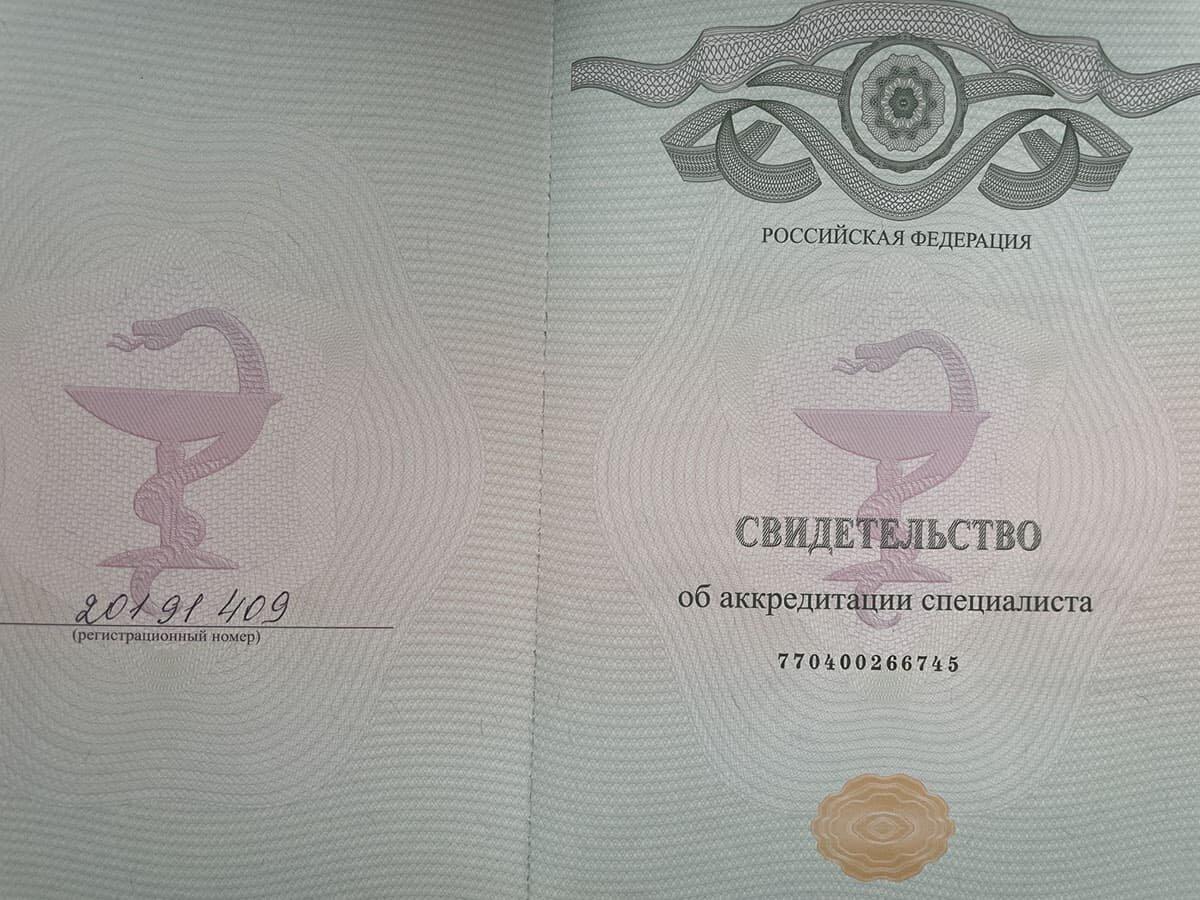 20191409
(регистрационный номер)
РОССИЙСКАЯ ФЕДЕРАЦИЯ
СВИДЕТЕЛЬСТВО
об аккредитации специалиста
770400266745